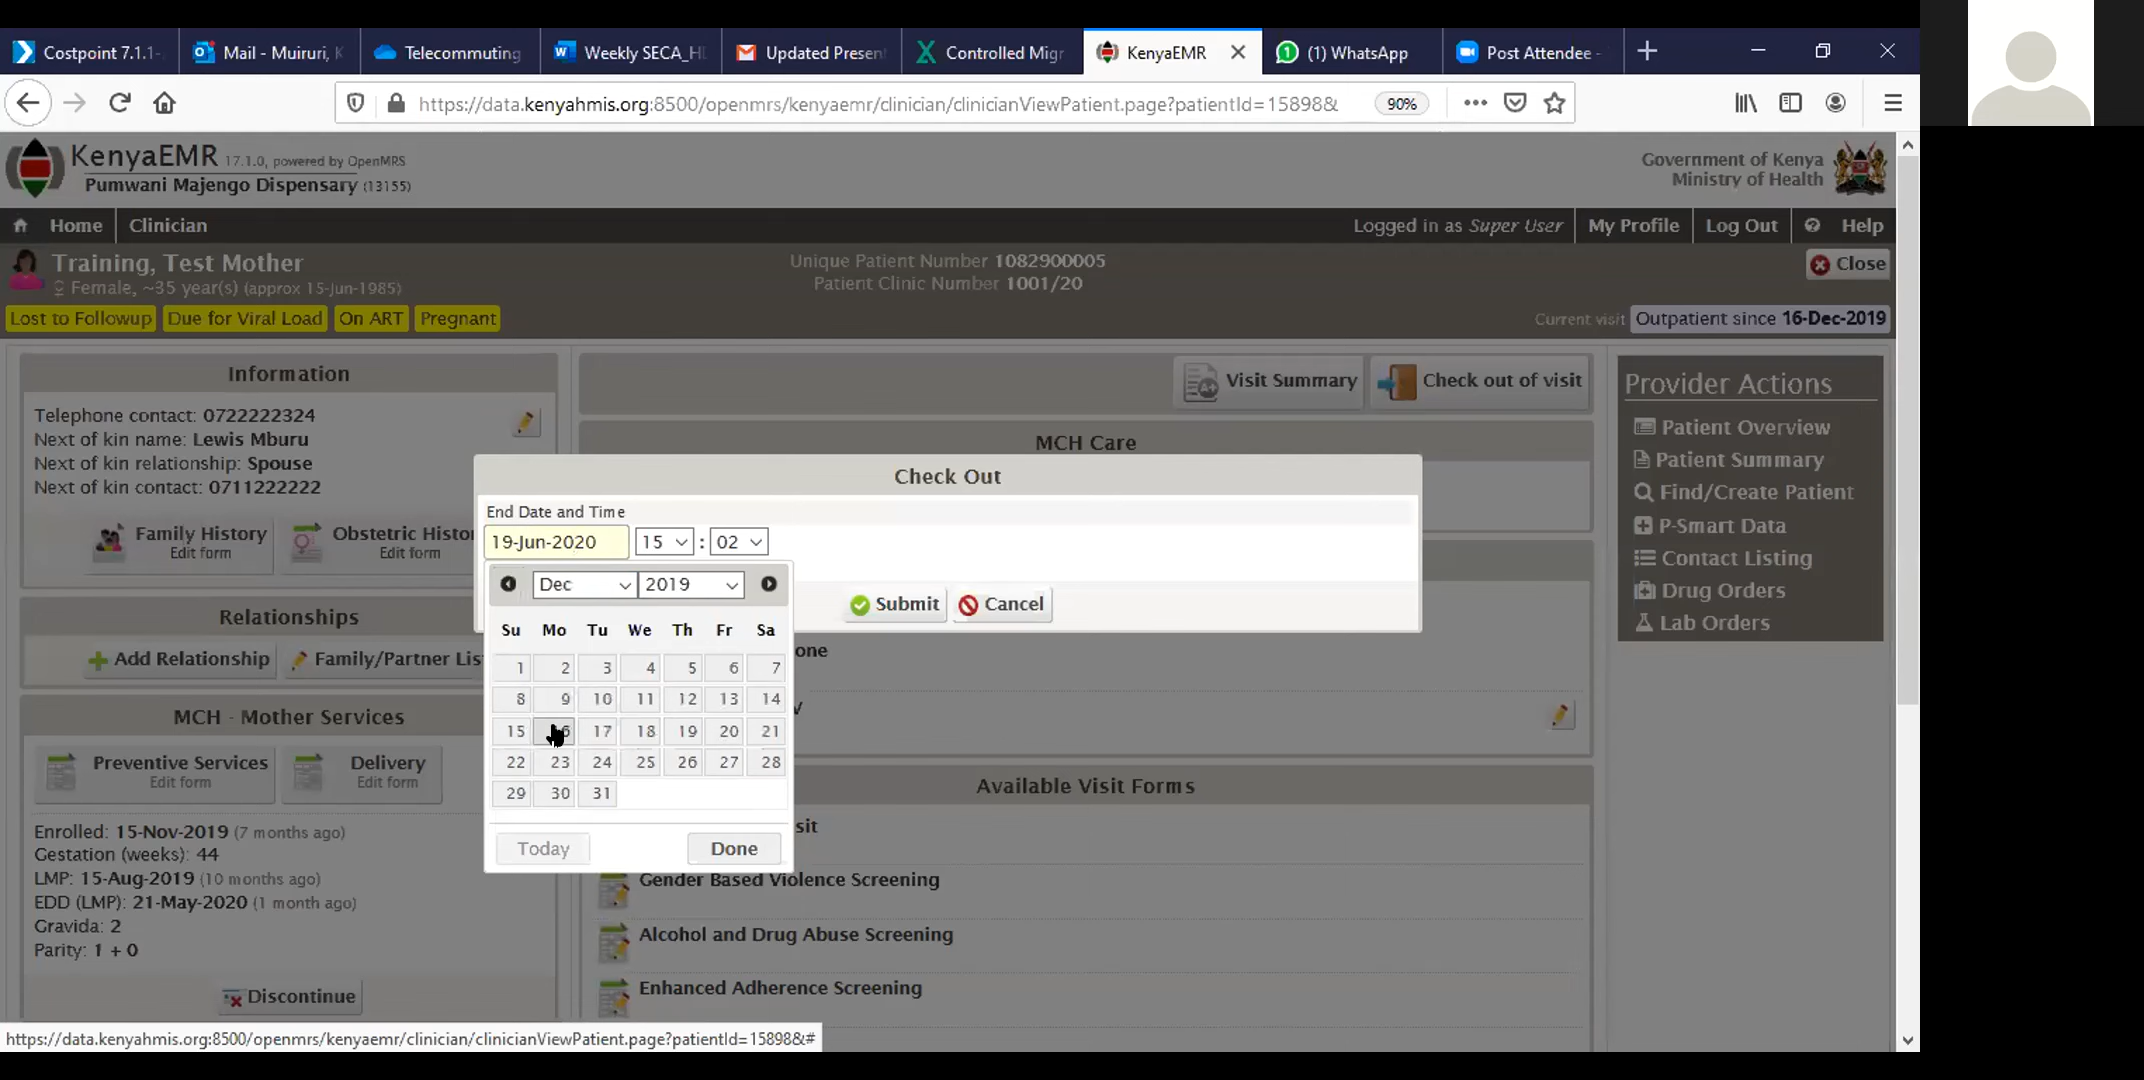 Costpoint 7.1.1-
Mail - Muiruri, K
Telecommuting
Weekly SECA_HI
Updated Present
Controlled Migr
KenyaEMR
(1) WhatsApp
Post Attendee -
https://data.kenyahmis.org:8500/openmrs/kenyaemr/clinician/clinicianViewPatient.page?patientId=15898&
90%
KenyaEMR 17.1.0, powered by OpenMRS
Pumwani Majengo Dispensary (13155)
Government of Kenya
Ministry of Health
Home
Clinician
Logged in as Super User
My Profile
Log Out
Help
Training, Test Mother
Female, ~35 year(s) (approx 15-Jun-1985)
Unique Patient Number 1082900005
Patient Clinic Number 1001/20
Close
Lost to Followup
Due for Viral Load
On ART
Pregnant
Current visit
Outpatient since 16-Dec-2019
Information
Telephone contact: 0722222324
Next of kin name: Lewis Mburu
Next of kin relationship: Spouse
Next of kin contact: 0711222222
Family History
Edit form
Obstetric Histo
Edit form
Relationships
Add Relationship
Family/Partner Lis
MCH - Mother Services
Preventive Services
Edit form
Delivery
Edit form
Enrolled: 15-Nov-2019 (7 months ago)
Gestation (weeks): 44
LMP: 15-Aug-2019 (10 months ago)
EDD (LMP): 21-May-2020 (1 month ago)
Gravida: 2
Parity: 1 + 0
Discontinue
Visit Summary
Check out of visit
MCH Care
Check Out
End Date and Time
19-Jun-2020 15 : 02
Dec 2019
Su Mo Tu We Th Fr Sa
1 2 3 4 5 6 7
8 9 10 11 12 13 14
15 16 17 18 19 20 21
22 23 24 25 26 27 28
29 30 31
Today
Done
Submit
Cancel
one
V
Available Visit Forms
sit
Gender Based Violence Screening
Alcohol and Drug Abuse Screening
Enhanced Adherence Screening
Provider Actions
Patient Overview
Patient Summary
Find/Create Patient
P-Smart Data
Contact Listing
Drug Orders
Lab Orders
https://data.kenyahmis.org:8500/openmrs/kenyaemr/clinician/clinicianViewPatient.page?patientId=15898&#